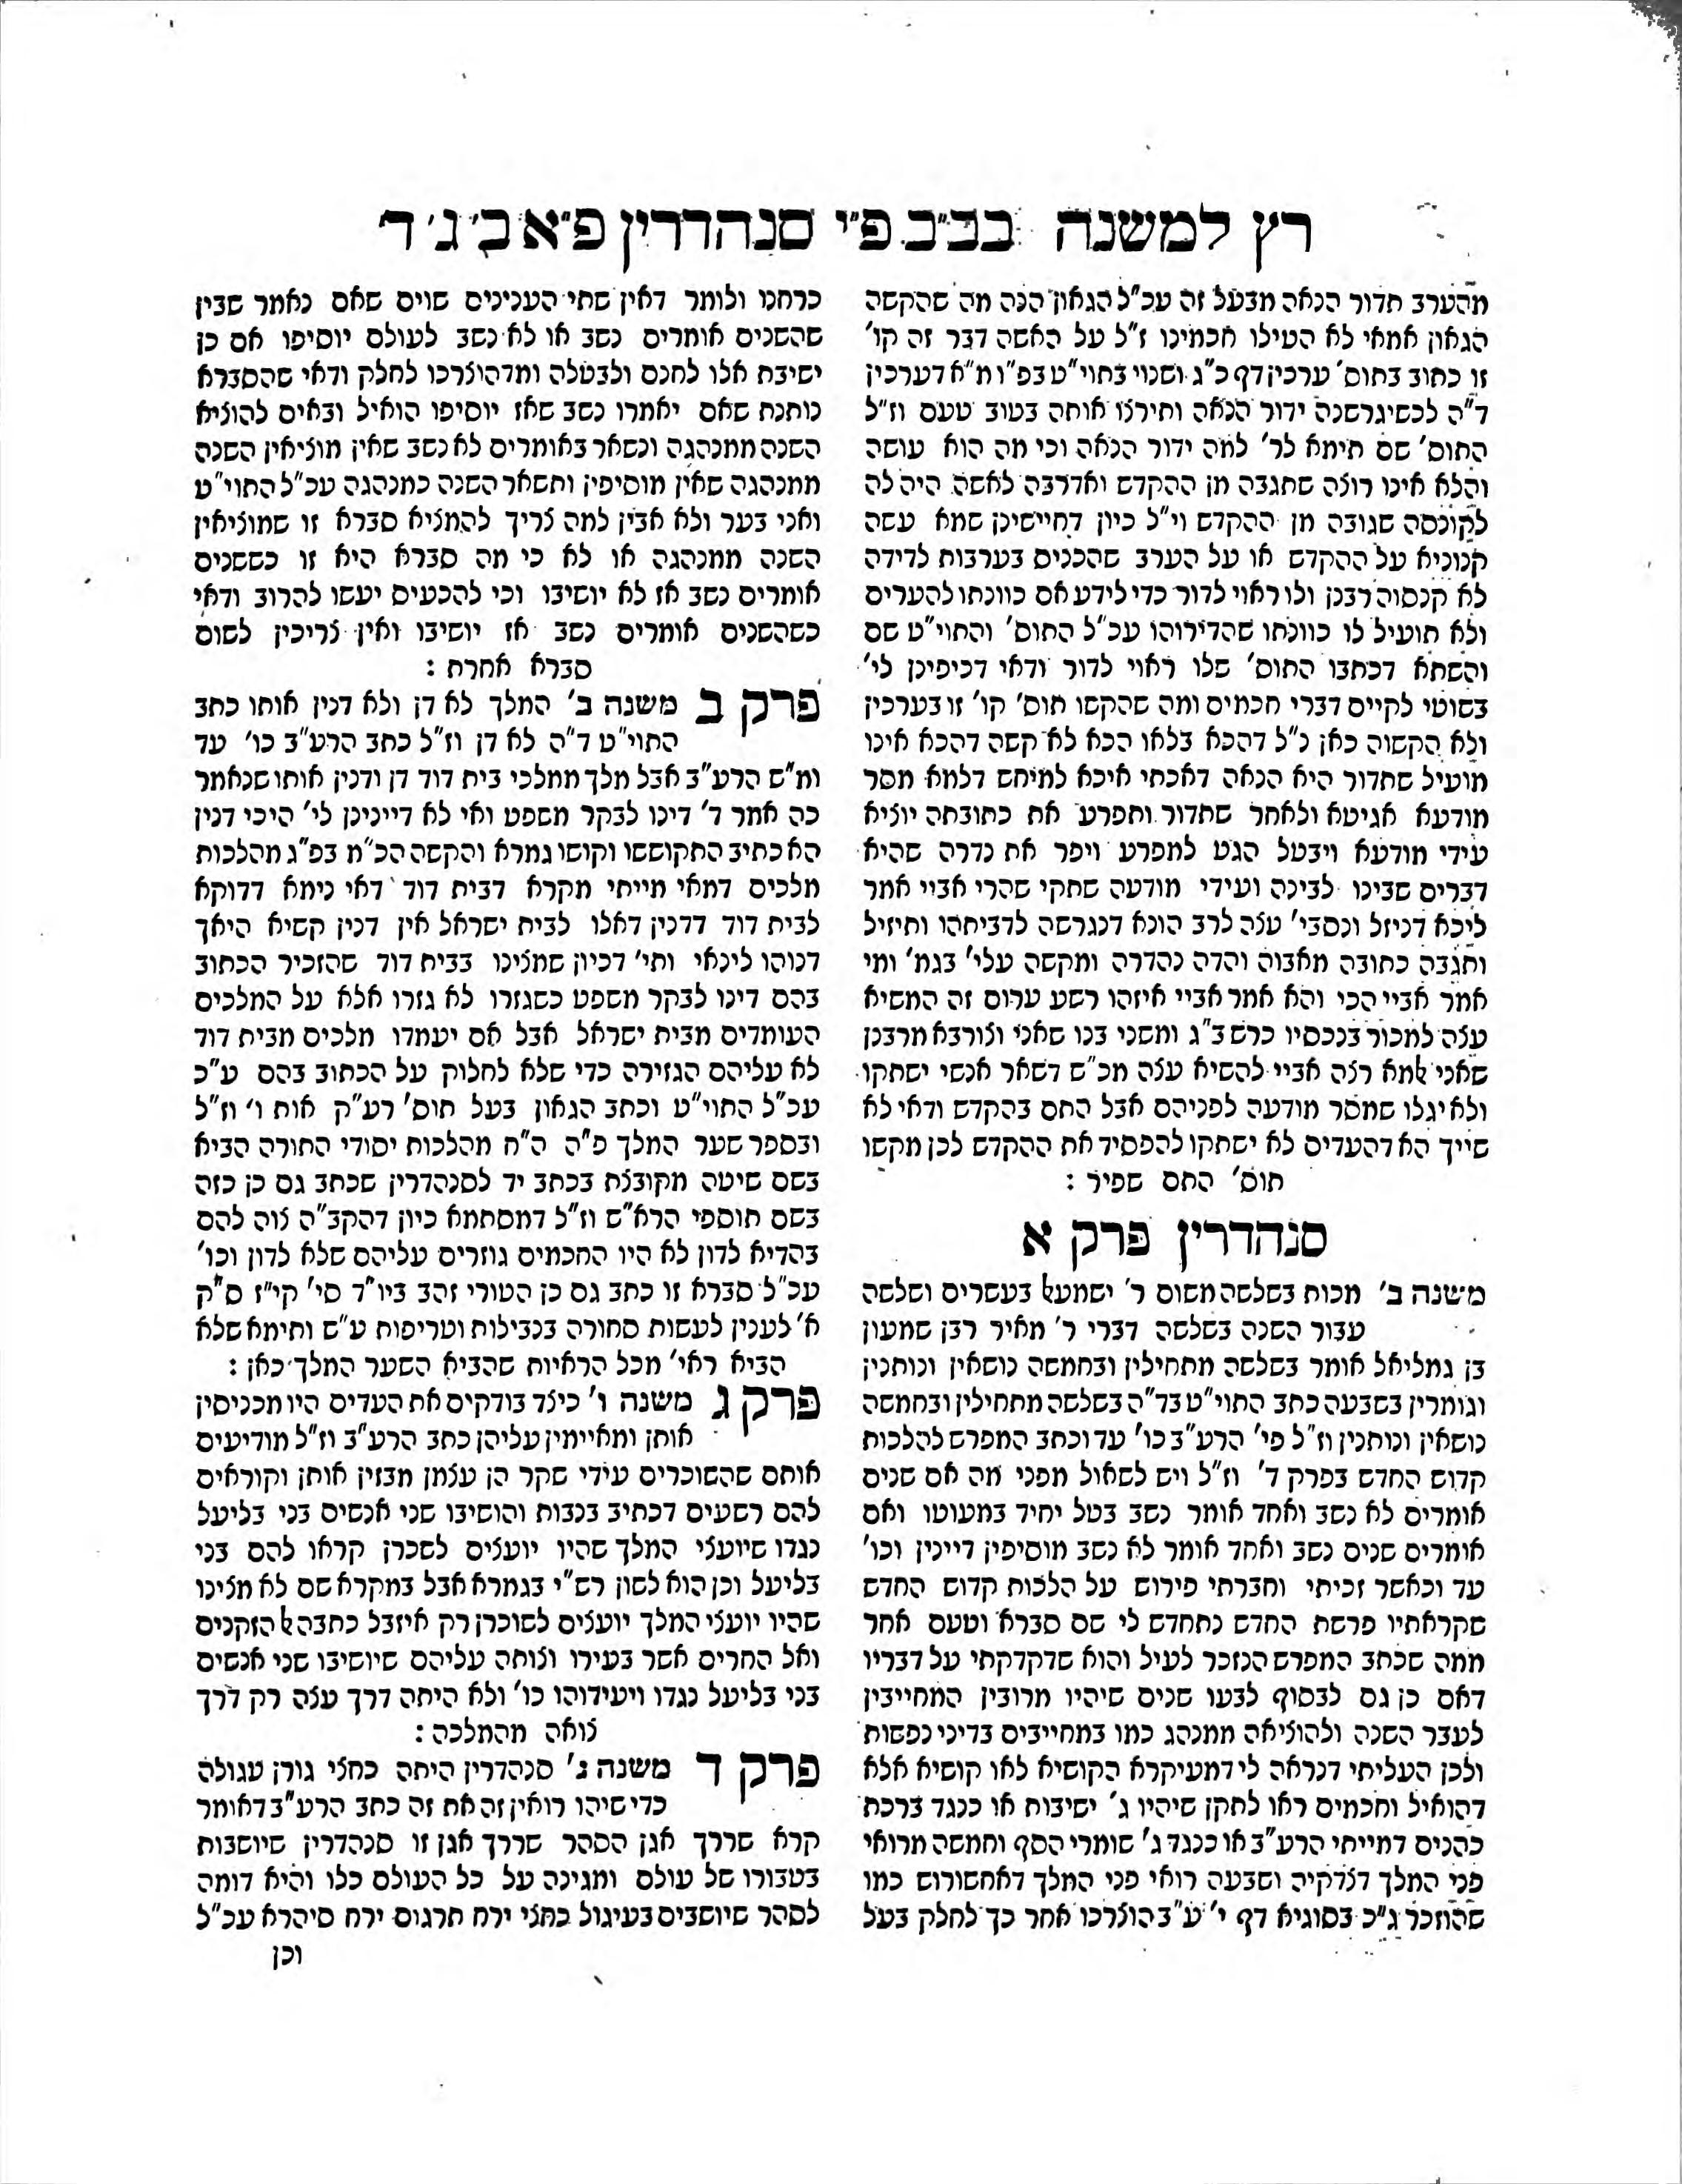 רץ למשנה בב״ב פ״י סנהדרין פ״א ב׳ ג׳ ד׳
מהערב תדור הנאה מבעל זה עכ״ל הגאון הנה מה שהקשה
הגאון אמאי לא הטילו חכמינו ז״ל על האשה דבר זה קו׳
זו כתוב בתוס׳ ערכין דף כ״ג ושנוי בתוי״ט בפ״ו מ״א דערכין
ד״ה לכשיגרשנה ידור הנאה ותירצו אותה בטוב טעם וז״ל
התוס׳ שם תימא לר׳ למה ידור הנאה וכי מה הוא עושה
והלא אינו רוצה שתגבה מן ההקדש ואדרבה לאשה היה לה
לקונסה שגובה מן ההקדש וי״ל כיון דחיישינן שמא עשה
קנוניא על ההקדש או על הערב שהכניס בערבות לדידה
לא קנסוה רבנן ולו ראוי לדור כדי לידע אם כוונתו להערים
ולא תועיל לו כוונתו שהדירוהו עכ״ל התוס׳ והתוי״ט שם
והשתא דכתבו התוס׳ שלו ראוי לדור ודאי דכיפינן לי׳
בשוטי לקיים דברי חכמים ומה שהקשו תוס׳ קו׳ זו בערכין
ולא הקשוה כאן נ״ל דהכא בלאו הכא לא קשה דהכא אינו
מועיל שתדור היא הנאה דאכתי איכא למיחש דלמא מסר
מודעא אגיטא ולאחר שתדור ותפרע את כתובתה יוציא
עידי מודעא ויבטל הגט למפרע ויפר את נדרה שהיא
דברים שבינו לבינה ועידי מודעה שתקי שהרי אביי אמר
ליכא דניזל ונסבי׳ עצה לרב הונא דנגרשה לדביתהו ותיזיל
ותגבה כתובה מאבוה והדה נהדרה ומקשה עלי׳ בגמ׳ ומי
אמר אביי הכי והא אמר אביי איזהו רשע ערום זה המשיא
עצה למכור בנכסיו כרשב״ג ומשני בנו שאני וצורבא מרבנן
שאני אלמא רצה אביי להשיא עצה מכ״ש דשאר אנשי ישתקו
ולא יגלו שמסר מודעה לפניהם אבל התם בהקדש ודאי לא
שייך הא דהעדים לא ישתקו להפסיד את ההקדש לכן מקשו
תוס׳ התם שפיר :
סנהדרין פרק א
משנה ב׳ מכות בשלשה משום ר׳ ישמעאל בעשרים ושלשה
עבור השנה בשלשה דברי ר׳ מאיר רבן שמעון
בן גמליאל אומר בשלשה מתחילין ובחמשה נושאין ונותנין
וגומרין בשבעה כתב התוי״ט בד״ה בשלשה מתחילין ובחמשה
נושאין ונותנין וז״ל פי׳ הרע״ב כו׳ עד וכתב המפרש להלכות
קדוש החדש בפרק ד׳ וז״ל ויש לשאול מפני מה אם שנים
אומרים לא נשב ואחד אומר נשב בטל יחיד במעוטו ואם
אומרים שנים נשב ואחד אומר לא נשב מוסיפין דיינין וכו׳
עד וכאשר זכיתי וחברתי פירוש על הלכות קדוש החדש
שקראתיו פרשת החדש נתחדש לי שם סברא וטעם אחר
ממה שכתב המפרש הנזכר לעיל והוא שדקדקתי על דבריו
דאם כן גם לבסוף לבעו שנים שיהיו מרובין המחייבין
לעבר השנה ולהוציאה ממנהג כמו במחייבים בדיני נפשות
ולכן העליתי דנראה לי דמעיקרא הקושיא לאו קושיא אלא
דהואיל וחכמים ראו לתקן שיהיו ג׳ ישיבות או כנגד ברכת
כהנים דמייתי הרע״ב או כנגד ג׳ שומרי הסף וחמשה מרואי
פני המלך דצדקיה ושבעה רואי פני המלך דאחשורוש כמו
שהוזכר ג״כ בסוגיא דף י׳ ע״ב הוצרכו אחר כך לחלק בעל
כרחנו ולומר דאין שתי הענינים שוים שאם נאמר שבין
שהשנים אומרים נשב או לא נשב לעולם יוסיפו אם כן
ישיבת אלו לחנם ולבטלה ומדהוצרכו לחלק ודאי שהסברא
נותנת שאם יאמרו נשב שאז יוסיפו הואיל ובאים להוציא
השנה ממנהגה ונשאר באומרים לא נשב שאין מוציאין השנה
ממנהגה שאין מוסיפין ותשאר השנה כמנהגה עכ״ל התוי״ט
ואני בער ולא אבין למה צריך להמציא סברא זו שמוציאין
השנה ממנהגה או לא כי מה סברא היא זו כששנים
אומרים נשב אז לא יושיבו וכי להכעים יעשו להרוב ודאי
כשהשנים אומרים נשב אז יושיבו ואין צריכין לשום
סברא אחרת :
פרק ב משנה ב׳ המלך לא דן ולא דנין אותו כתב
התוי״ט ד״ה לא דן וז״ל כתב הרע״ב כו׳ עד
ומ״ש הרע״ב אבל מלך ממלכי בית דוד דן ודנין אותו שנאמר
כה אמר ד׳ דינו לבקר משפט ואי לא דיינינן לי׳ היכי דנין
הא כתיב התקוששו וקושו גמרא והקשה הכ״מ בפ״ג מהלכות
מלכים דמאי מייתי מקרא דבית דוד דאי נימא דדוקא
לבית דוד דדנין דאלו לבית ישראל אין דנין קשיא היאך
דנוהו לינאי ותי׳ דכיון שמצינו בבית דוד שהזכיר הכתוב
בהם דינו לבקר משפט כשגזרו לא גזרו אלא על המלכים
העומדים מבית ישראל אבל אם יעמדו מלכים מבית דוד
לא עליהם הגזירה כדי שלא לחלוק על הכתוב בהם ע״כ
עכ״ל התוי״ט וכתב הגאון בעל תוס׳ רע״ק אות ו׳ וז״ל
ובספר שער המלך פ״ה ה״ח מהלכות יסודי התורה הביא
בשם שיטה מקובצת בכתב יד לסנהדרין שכתב גם כן כזה
בשם תוספי הרא״ש וז״ל דמסתמא כיון דהקב״ה צוה להם
בהדיא לדון לא היו החכמים גוזרים עליהם שלא לדון וכו׳
עכ״ל סברא זו כתב גם כן הטורי זהב ביו״ד סי׳ קי״ז ס״ק
א׳ לענין לעשות סחורה בנבילות וטריפות ע״ש ותימא שלא
הביא ראי׳ מכל הראיות שהביא השער המלך כאן :
פרק ג משנה ו׳ כיצד בודקים את העדים היו מכניסין
אותן ומאיימין עליהן כתב הרע״ב וז״ל מודיעים
אותם שהשוכרים עידי שקר הן עצמן מבזין אותן וקוראים
להם רשעים דכתיב בנבות והושיבו שני אנשים בני בליעל
כנגדו שיועצי המלך שהיו יועצים לשכרן קראו להם בני
בליעל וכן הוא לשון רש״י בגמרא אבל במקרא שם לא מצינו
שהיו יועצי המלך יועצים לשוכרן רק איזבל כתבה אל הזקנים
ואל החרים אשר בעירו וצותה עליהם שיושיבו שני אנשים
בני בליעל נגדו ויעידוהו כו׳ ולא היתה דרך עצה רק דרך
צואה מהמלכה :
פרק ד משנה ג׳ סנהדרין היתה כחצי גורן עגולה
כדי שיהו רואין זה את זה כתב הרע״ב דאומר
קרא שררך אגן הסהר שררך אגן זו סנהדרין שיושבות
בטבורו של עולם ומגינה על כל העולם כלו והיא דומה
לסהר שיושבים בעיגול כחצי ירח תרגום ירח סיהרא עכ״ל
וכן